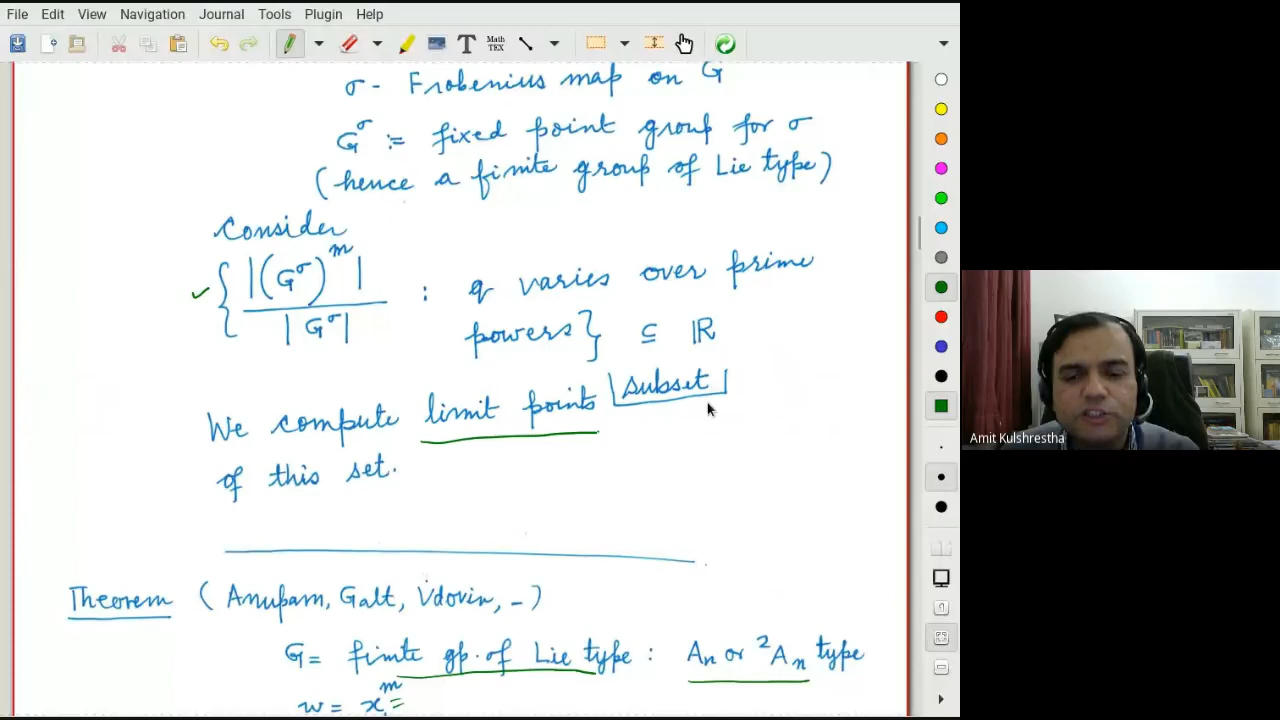 File Edit View Navigation Journal Tools Plugin Help
σ - Frobenius map on G
G^σ := fixed point group for σ
(hence a finite group of Lie type)
Consider
{ |(G^σ)^m| / |G^σ| : q varies over prime
powers} ⊆ ℝ
subset
We compute limit points
of this set.
Amit Kulshrestha
Theorem (Anupam, Galt, Vdovin, -)
G = finite gp. of Lie type : An or ²An type
w = x^m